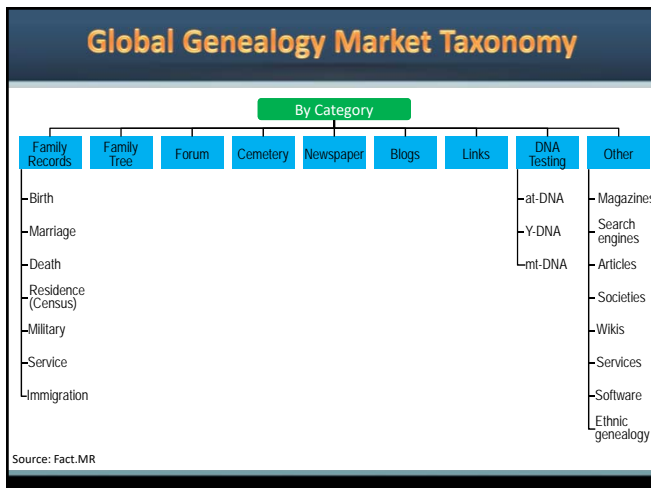 Global Genealogy Market Taxonomy
By Category
Family
Records
Family
Tree
Forum
Cemetery
Newspaper
Blogs
Links
DNA
Testing
Other
Birth
Marriage
Death
Residence
(Census)
Military
Service
Immigration
at-DNA
Y-DNA
mt-DNA
Magazines
Search
engines
Articles
Societies
Wikis
Services
Software
Ethnic
genealogy
Source: Fact.MR